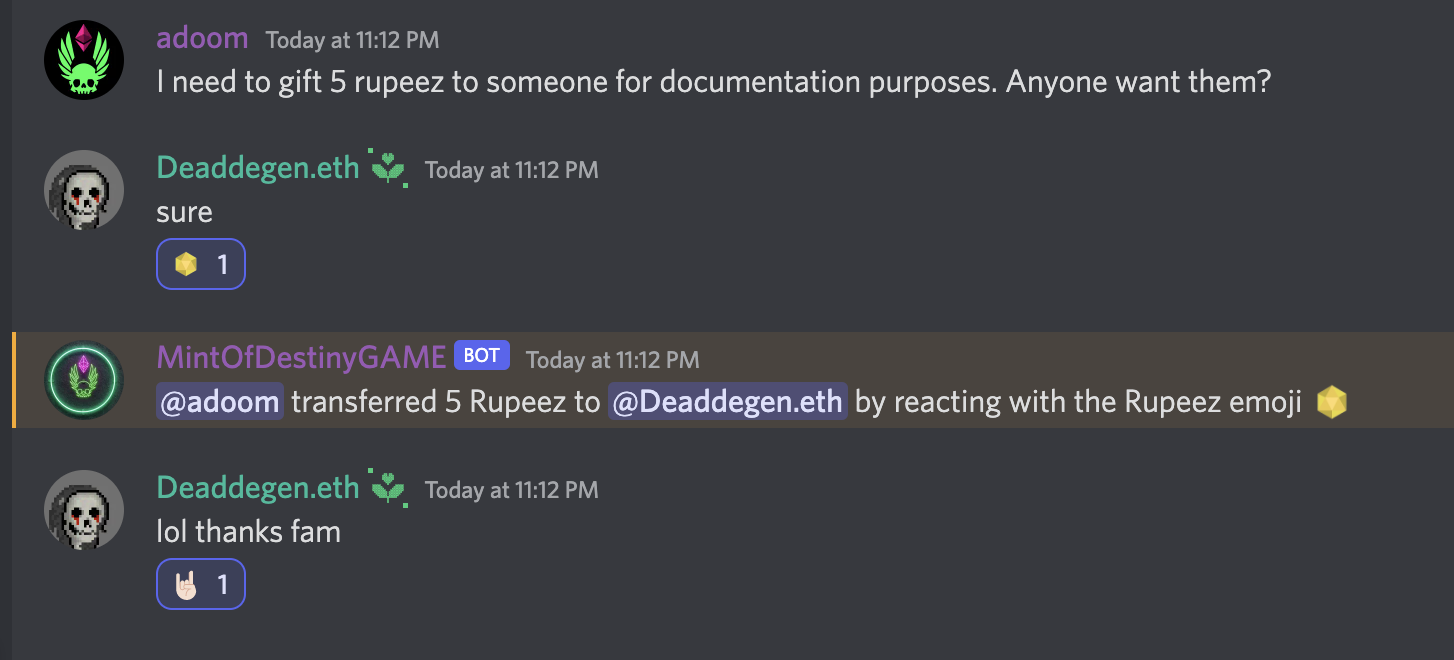 adoom Today at 11:12 PM
I need to gift 5 rupeez to someone for documentation purposes. Anyone want them?
Deaddegen.eth Today at 11:12 PM
sure
1
MintOfDestinyGAME BOT Today at 11:12 PM
@adoom transferred 5 Rupeez to @Deaddegen.eth by reacting with the Rupeez emoji
Deaddegen.eth Today at 11:12 PM
lol thanks fam
1